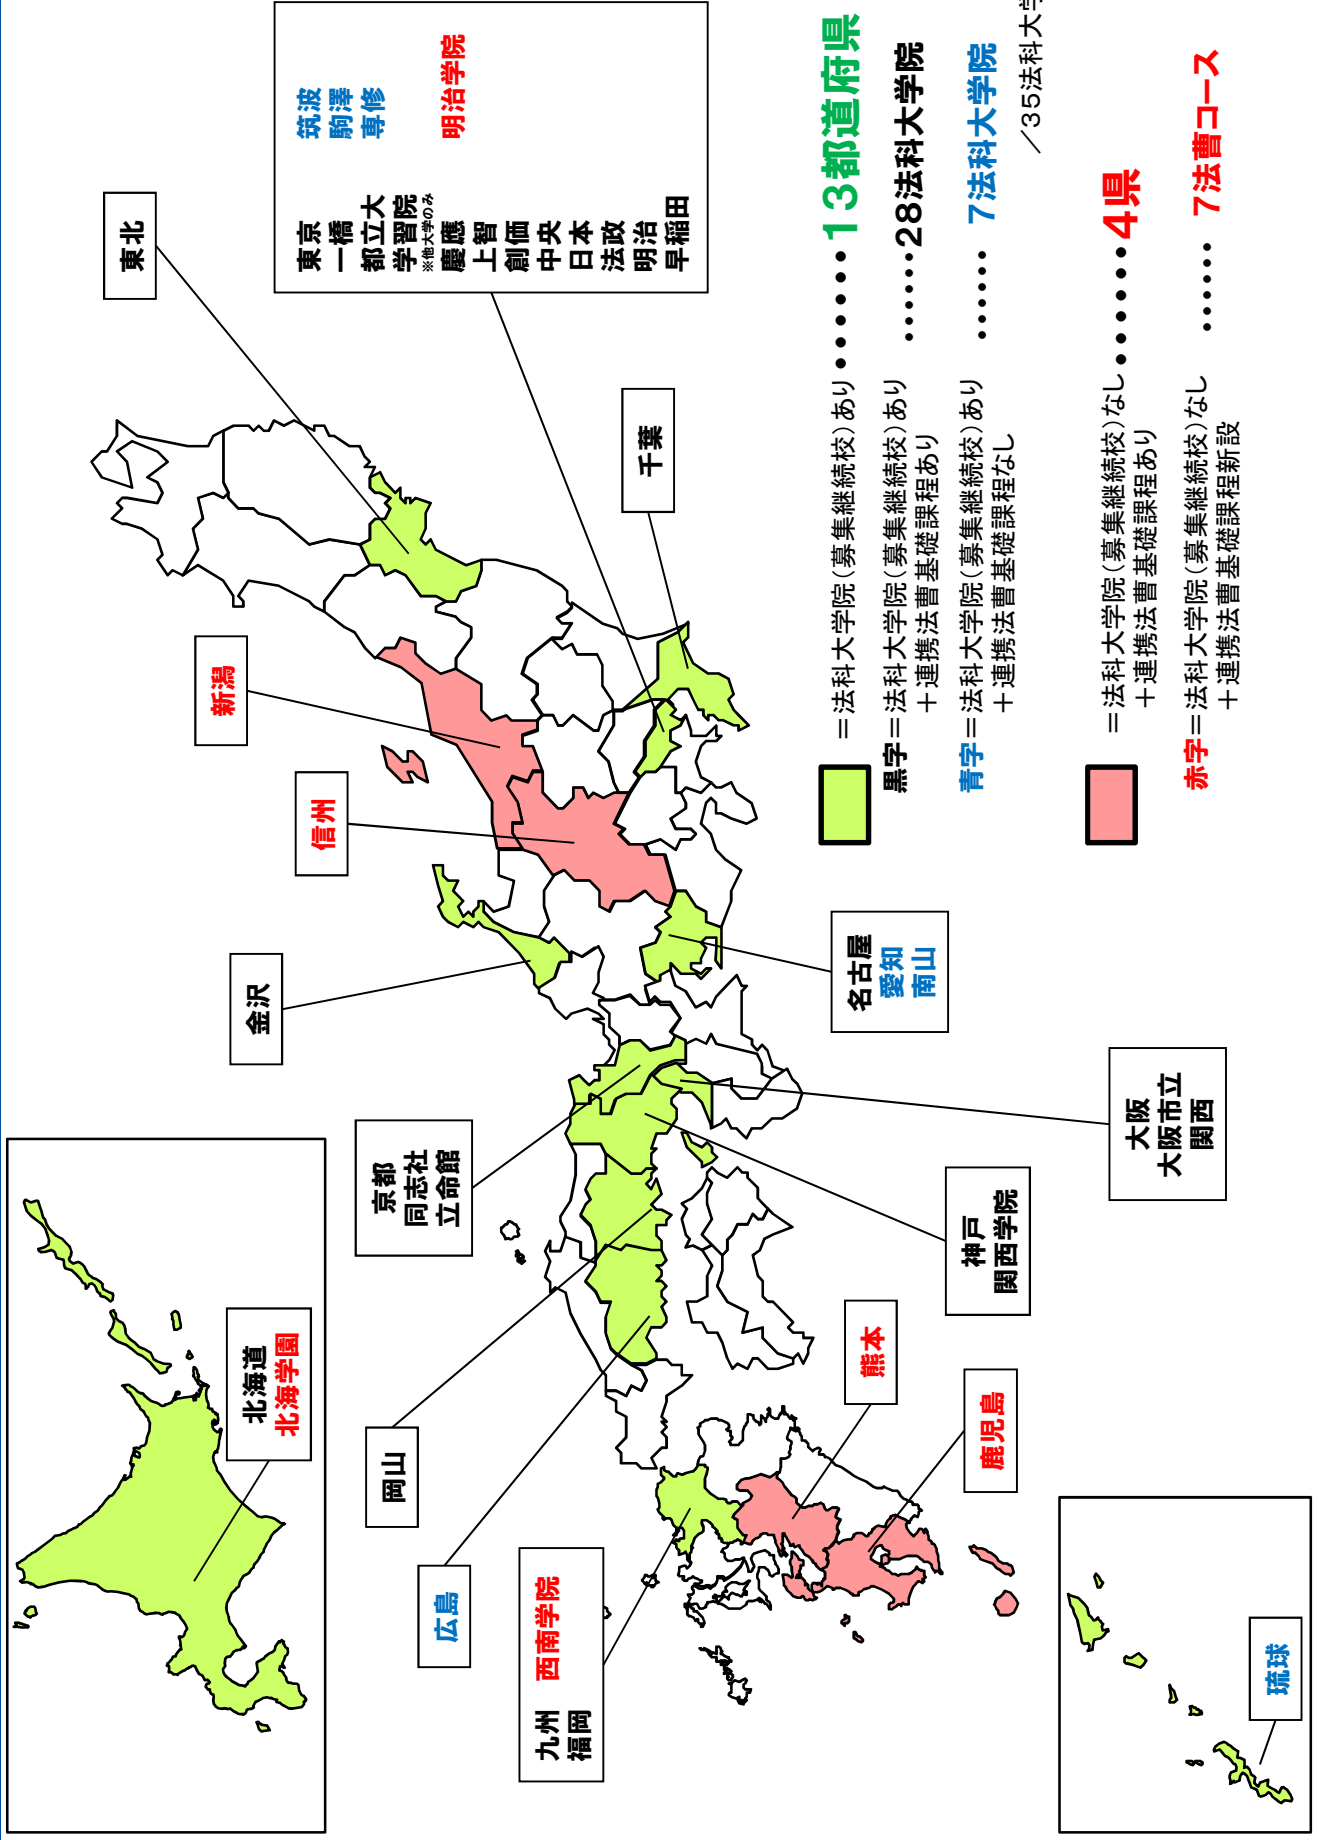 北海道
北海学園
東北
新潟
信州
金沢
京都
同志社
立命館
岡山
広島
九州
福岡
西南学院
東京
一橋
都立大
学習院
※他大学のみ
慶應
上智
創価
中央
日本
法政
明治
早稲田
筑波
駒澤
専修
明治学院
千葉
名古屋
愛知
南山
大阪
大阪市立
関西
神戸
関西学院
熊本
鹿児島
琉球
=法科大学院(募集継続校)あり・・・・・・・13都道府県
黒字=法科大学院(募集継続校)あり
+連携法曹基礎課程あり ・・・・・・28法科大学院
青字=法科大学院(募集継続校)あり
+連携法曹基礎課程なし ・・・・・・ 7法科大学院
/35法科大学
=法科大学院(募集継続校)なし
+連携法曹基礎課程あり ・・・・・・・4県
赤字=法科大学院(募集継続校)なし
+連携法曹基礎課程新設 ・・・・・・ 7法曹コース